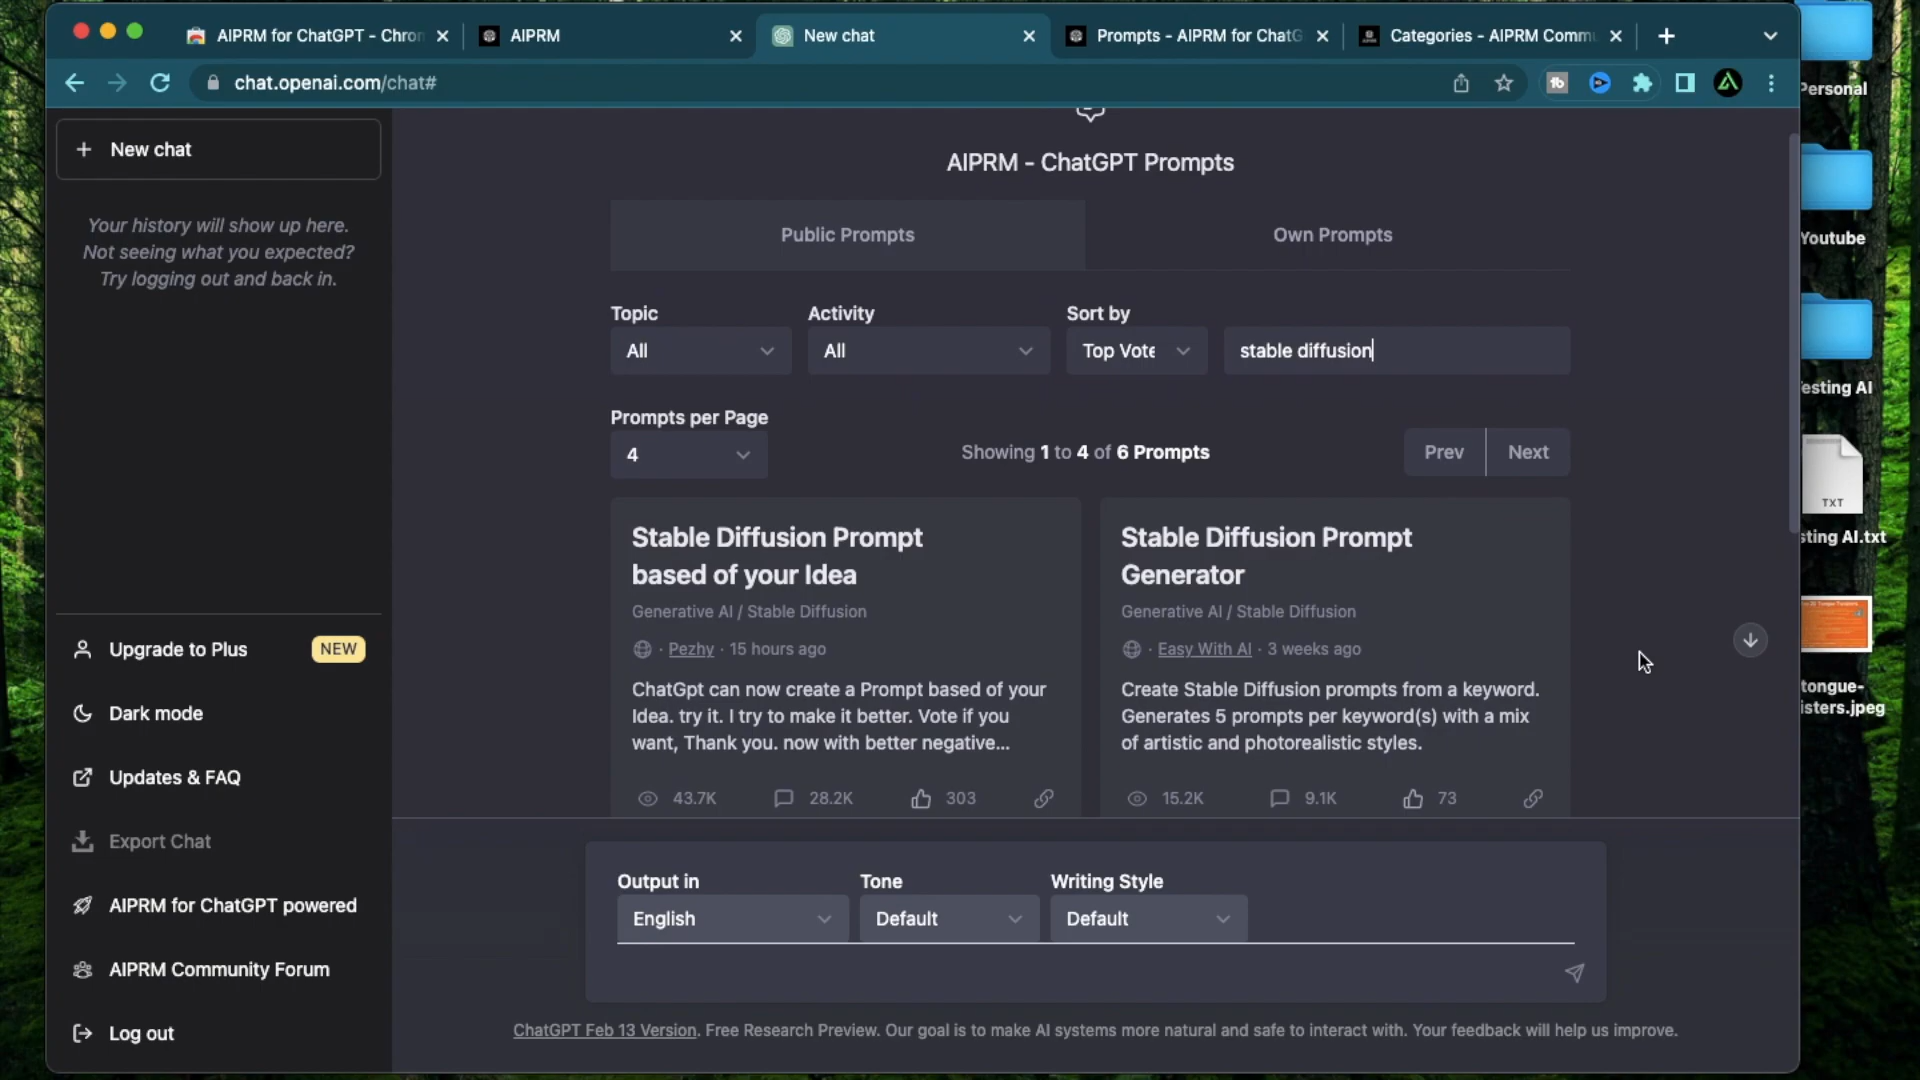 AIPRM for ChatGPT - Chron
AIPRM
New chat
Prompts - AIPRM for ChatG
Categories - AIPRM Commu
chat.openai.com/chat#
New chat
Your history will show up here.
Not seeing what you expected?
Try logging out and back in.
Upgrade to Plus
NEW
Dark mode
Updates & FAQ
Export Chat
AIPRM for ChatGPT powered
AIPRM Community Forum
Log out
AIPRM - ChatGPT Prompts
Public Prompts
Own Prompts
Topic
Activity
Sort by
All
All
Top Vote
stable diffusion
Prompts per Page
4
Showing 1 to 4 of 6 Prompts
Prev
Next
Stable Diffusion Prompt
based of your Idea
Generative AI / Stable Diffusion
· Pezhy · 15 hours ago
ChatGpt can now create a Prompt based of your
Idea. try it. I try to make it better. Vote if you
want, Thank you. now with better negative...
43.7K
28.2K
303
Stable Diffusion Prompt
Generator
Generative AI / Stable Diffusion
· Easy With AI · 3 weeks ago
Create Stable Diffusion prompts from a keyword.
Generates 5 prompts per keyword(s) with a mix
of artistic and photorealistic styles.
15.2K
9.1K
73
Output in
Tone
Writing Style
English
Default
Default
ChatGPT Feb 13 Version. Free Research Preview. Our goal is to make AI systems more natural and safe to interact with. Your feedback will help us improve.
Personal
Youtube
esting AI
TXT
sting AI.txt
tongue-
isters.jpeg